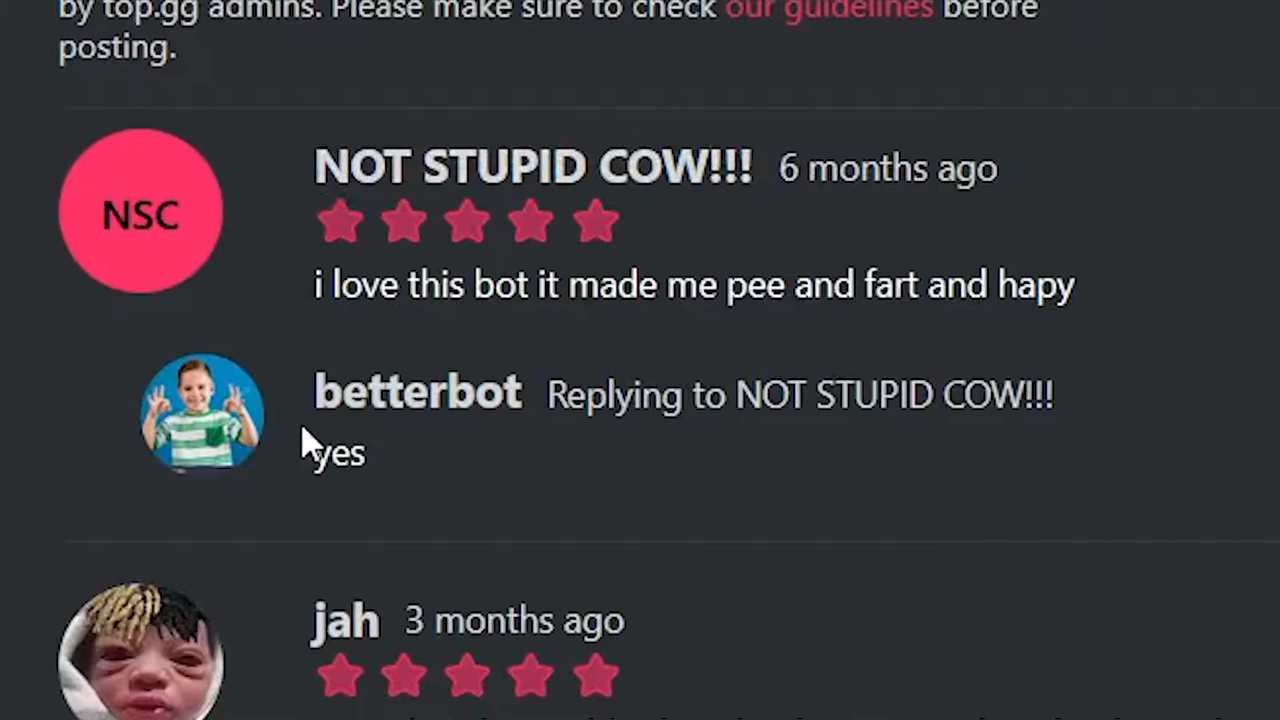 by top.gg admins. Please make sure to check our guidelines before
posting.
NSC
NOT STUPID COW!!! 6 months ago
i love this bot it made me pee and fart and hapy
betterbot Replying to NOT STUPID COW!!!
yes
jah 3 months ago